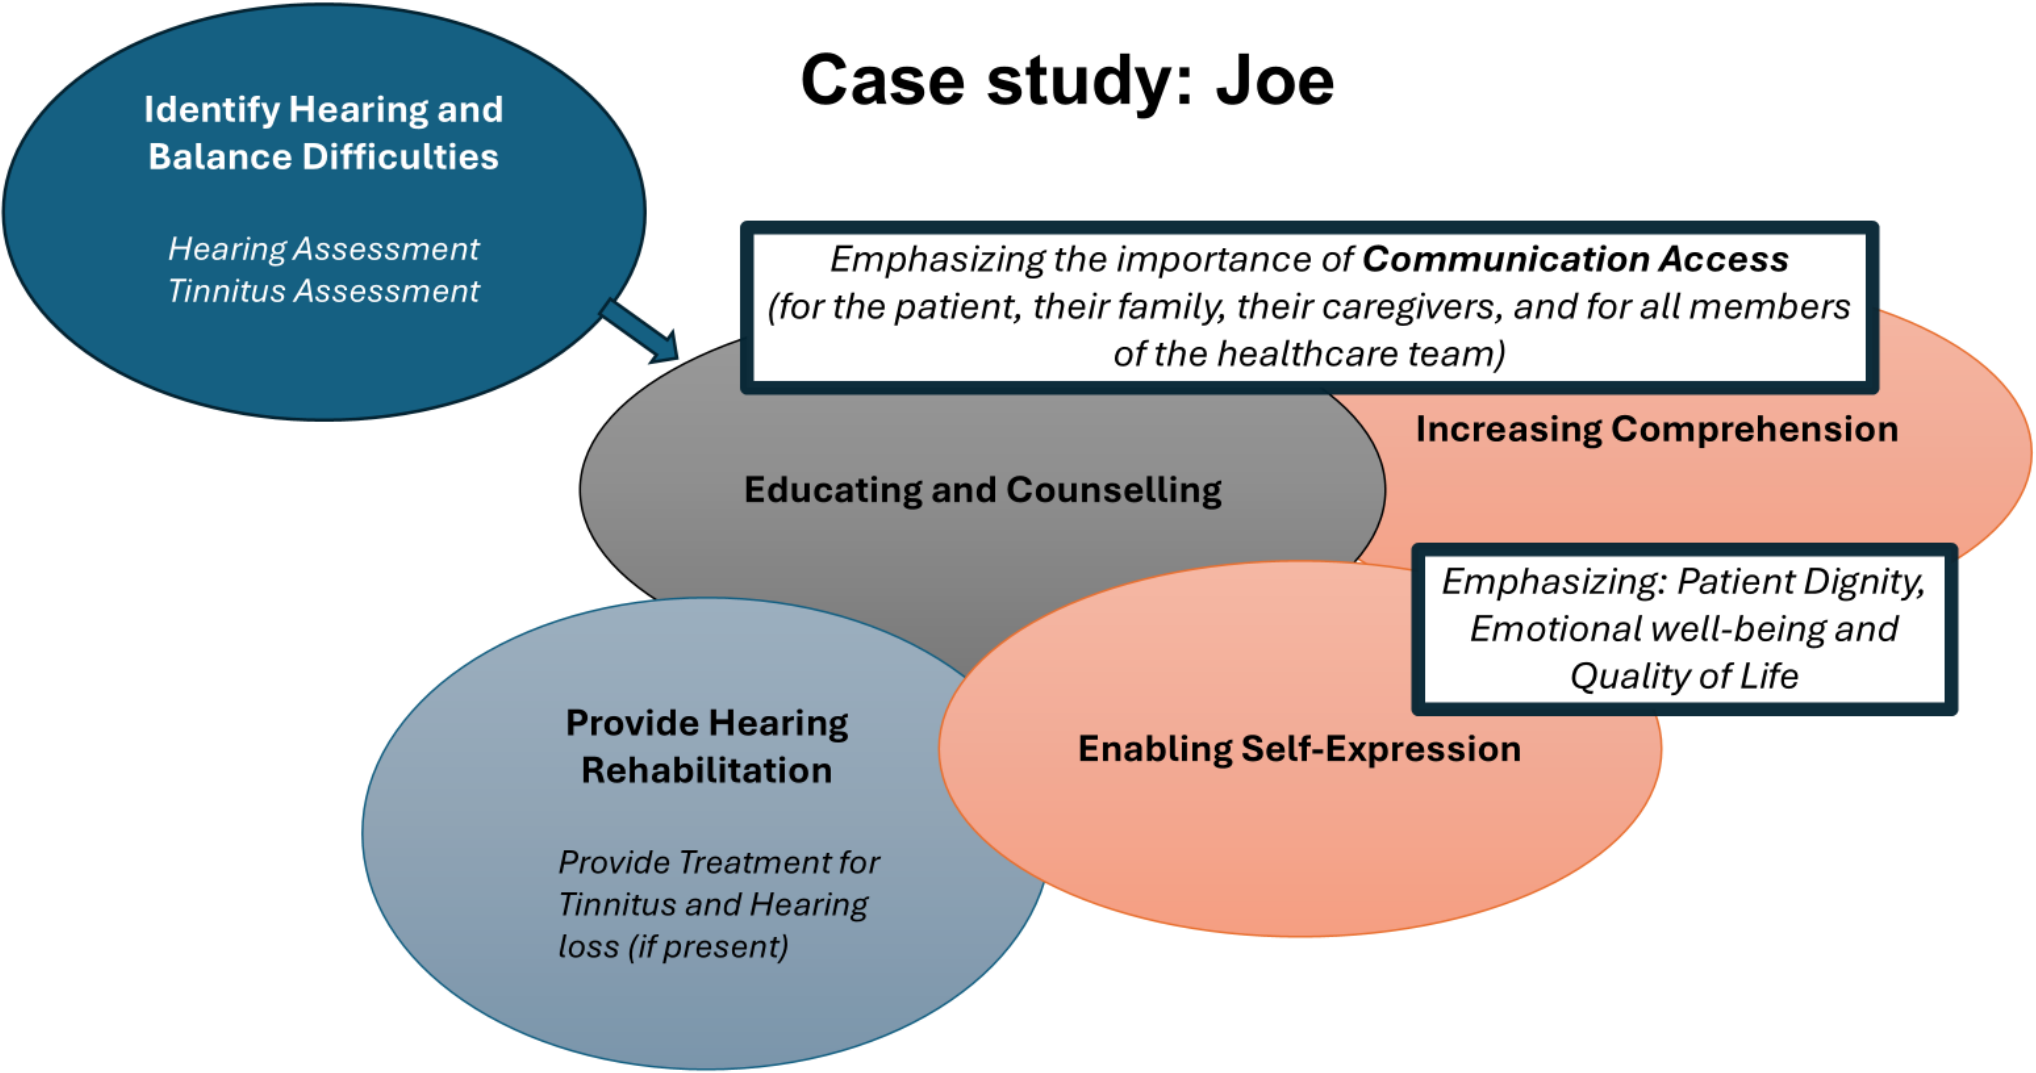 Case study: Joe
Identify Hearing and
Balance Difficulties
Hearing Assessment
Tinnitus Assessment
Emphasizing the importance of Communication Access
(for the patient, their family, their caregivers, and for all members
of the healthcare team)
Increasing Comprehension
Educating and Counselling
Emphasizing: Patient Dignity,
Emotional well-being and
Quality of Life
Provide Hearing
Rehabilitation
Provide Treatment for
Tinnitus and Hearing
loss (if present)
Enabling Self-Expression